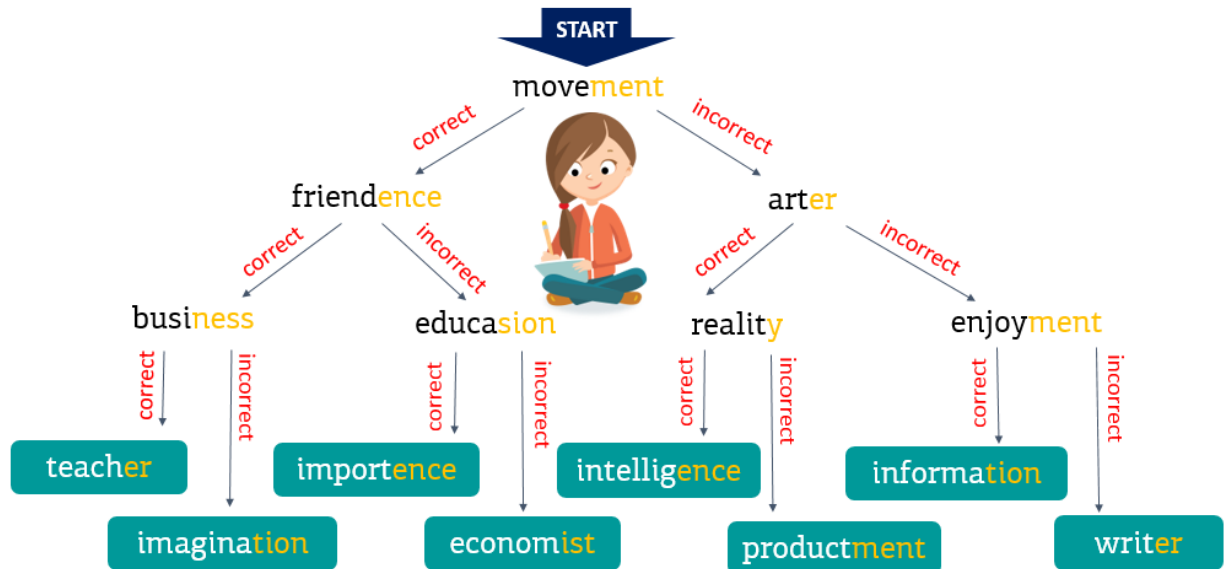 START
movement
correct
incorrect
friendence
arter
correct
incorrect
correct
incorrect
business
educasion
reality
enjoyment
correct
incorrect
correct
incorrect
correct
incorrect
correct
incorrect
teacher
importence
intelligence
information
imagination
economist
productment
writer